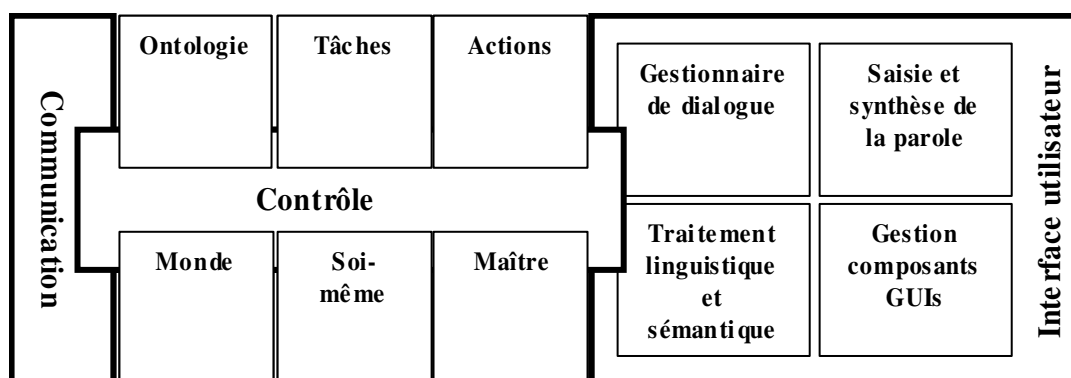 Communication
Ontologie
Tâches
Actions
Contrôle
Monde
Soi-
même
Maître
Gestionnaire
de dialogue
Saisie et
synthèse de
la parole
Traitement
linguistique
et
sémantique
Gestion
composants
GUIs
Interface utilisateur